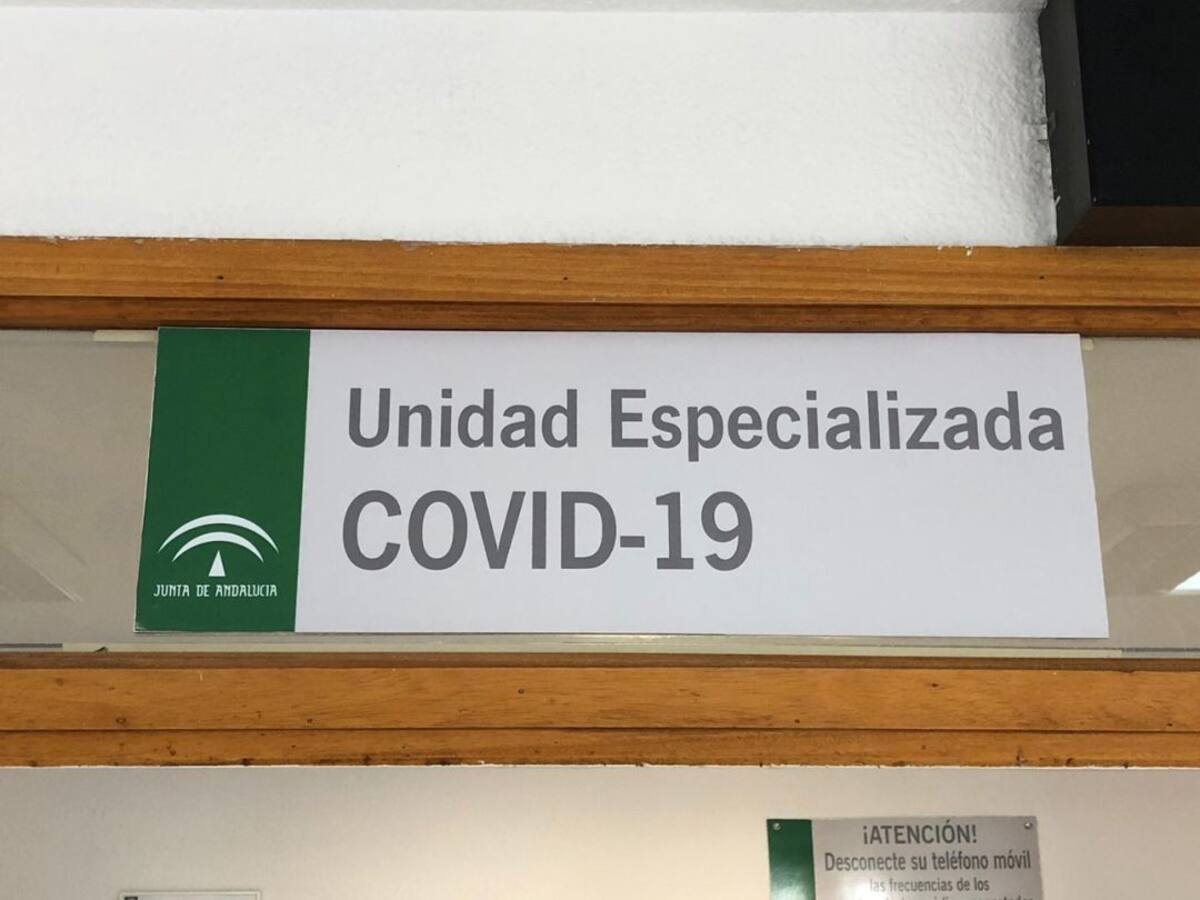 Unidad Especializada
COVID-19
JUNTA DE ANDALUCIA
¡ATENCIÓN!
Desconecte su teléfono móvil
las frecuencias de los